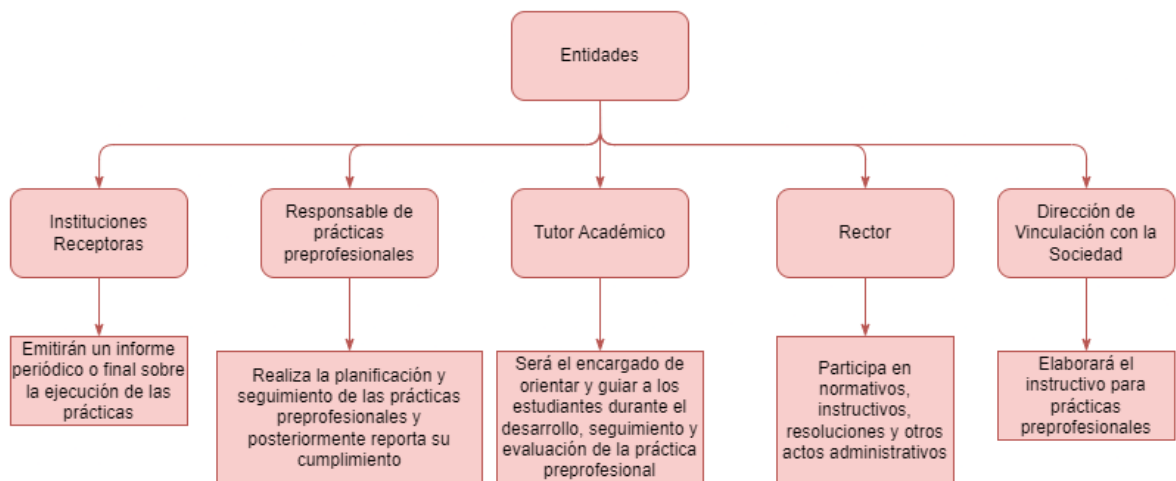 Entidades
Instituciones
Receptoras
Responsable de
prácticas
preprofesionales
Tutor Académico
Rector
Dirección de
Vinculación con la
Sociedad
Emitirán un informe
periódico o final sobre
la ejecución de las
prácticas
Realiza la planificación y
seguimiento de las prácticas
preprofesionales y
posteriormente reporta su
cumplimiento
Será el encargado de
orientar y guiar a los
estudiantes durante el
desarrollo, seguimiento y
evaluación de la práctica
preprofesional
Participa en
normativos,
instructivos,
resoluciones y otros
actos administrativos
Elaborará el
instructivo para
prácticas
preprofesionales